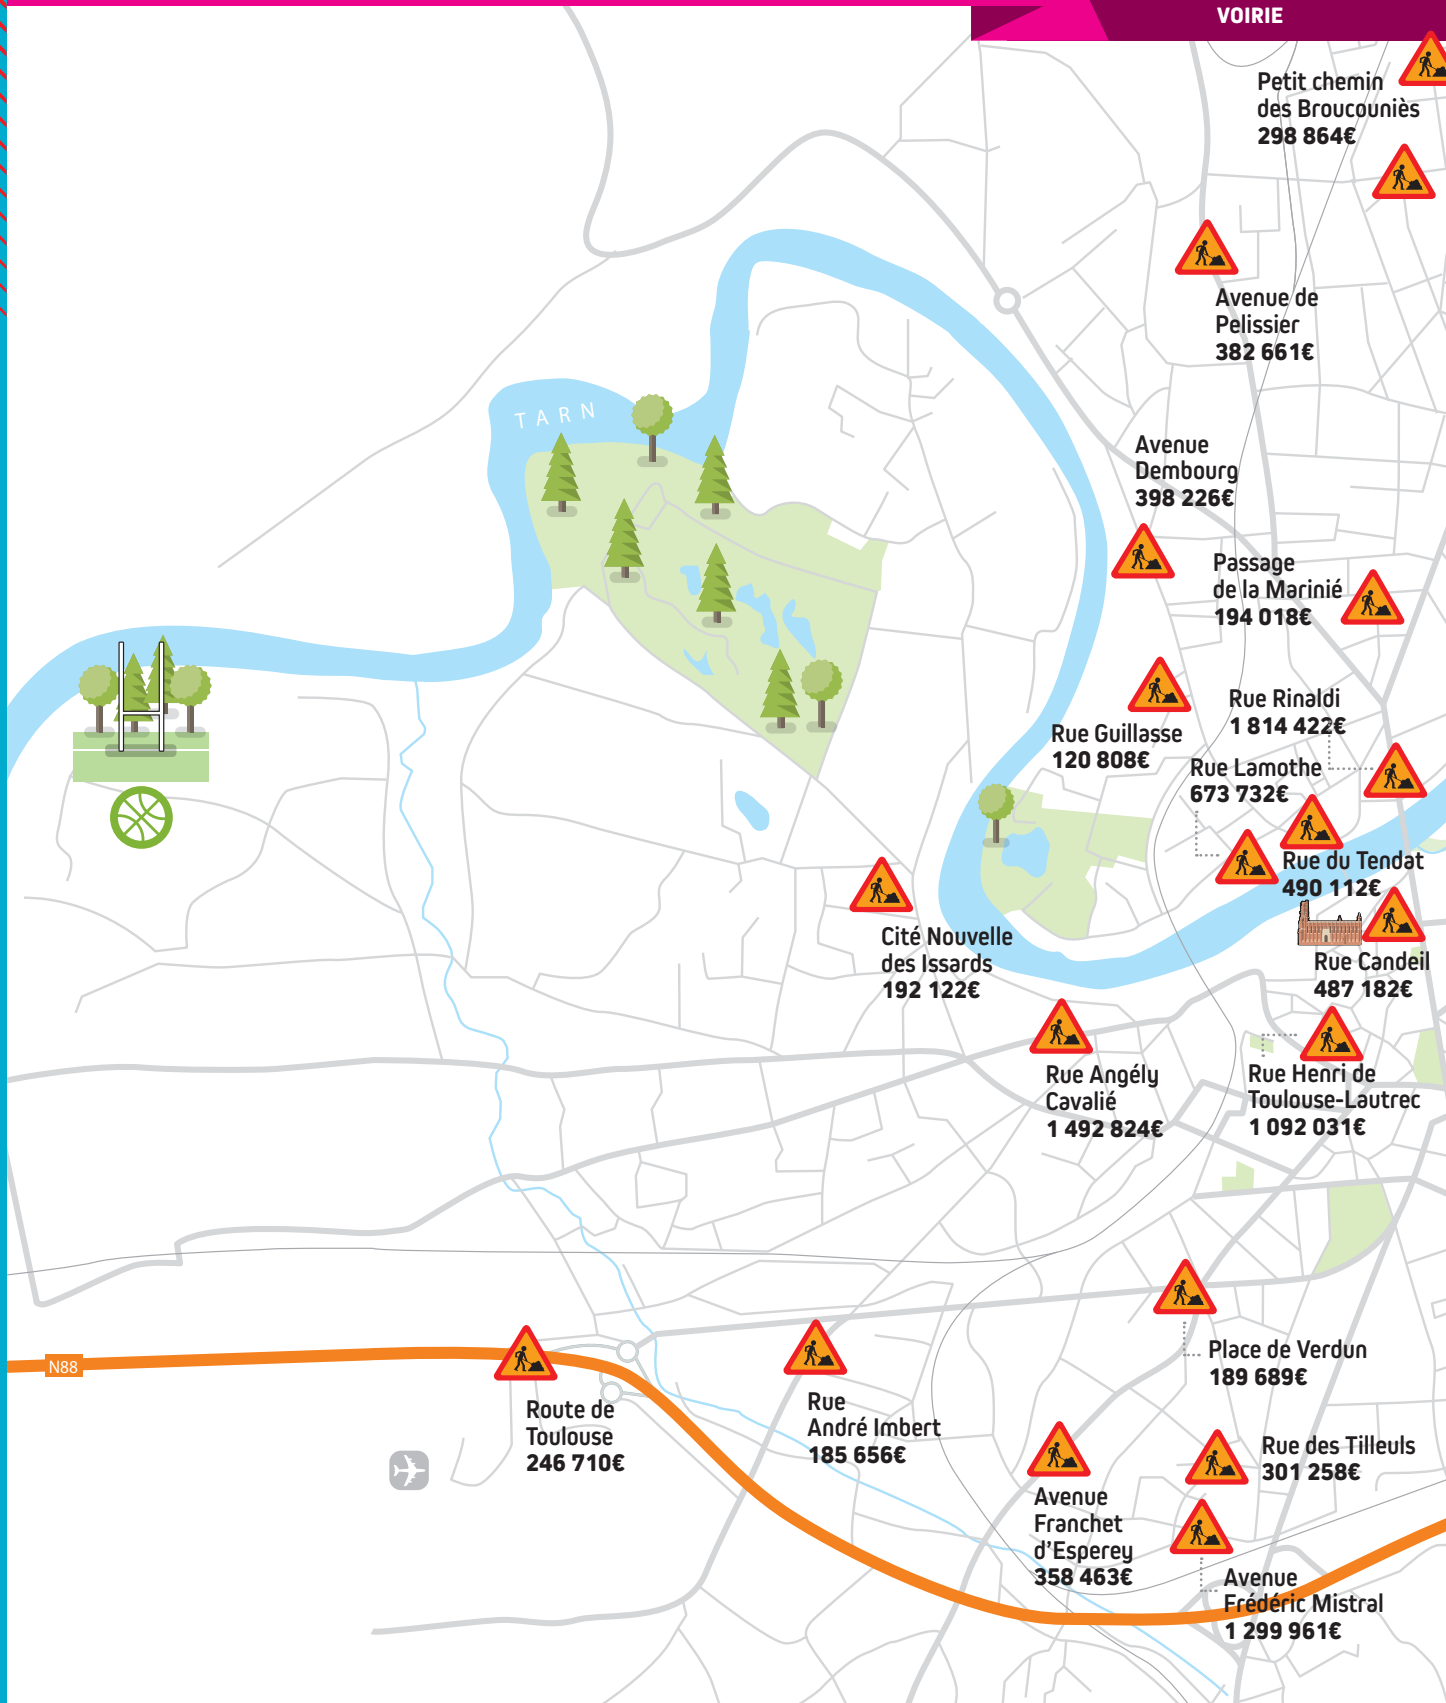 VOIRIE
Petit chemin
des Broucouniès
298 864€
Avenue de
Pelissier
382 661€
TARN
Avenue
Dembourg
398 226€
Passage
de la Marinié
194 018€
Rue Guillasse
120 808€
Rue Rinaldi
1 814 422€
Rue Lamothe
673 732€
Rue du Tendat
490 112€
Cité Nouvelle
des Issards
192 122€
Rue Candeil
487 182€
Rue Angély
Cavalié
1 492 824€
Rue Henri de
Toulouse-Lautrec
1 092 031€
Place de Verdun
189 689€
N88
Route de
Toulouse
246 710€
Rue
André Imbert
185 656€
Rue des Tilleuls
301 258€
Avenue
Franchet
d'Esperey
358 463€
Avenue
Frédéric Mistral
1 299 961€